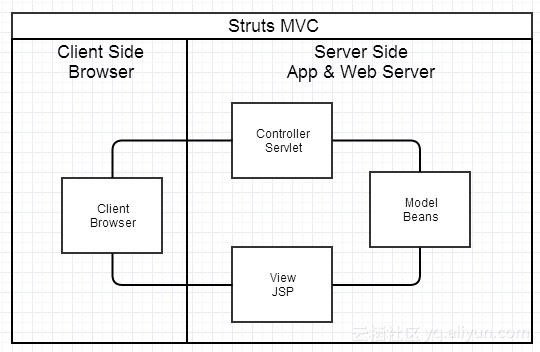 Struts MVC
Client Side
Browser
Server Side
App & Web Server
Controller
Servlet
Client
Browser
Model
Beans
View
JSP
云栖社区 yq.aliyun.com